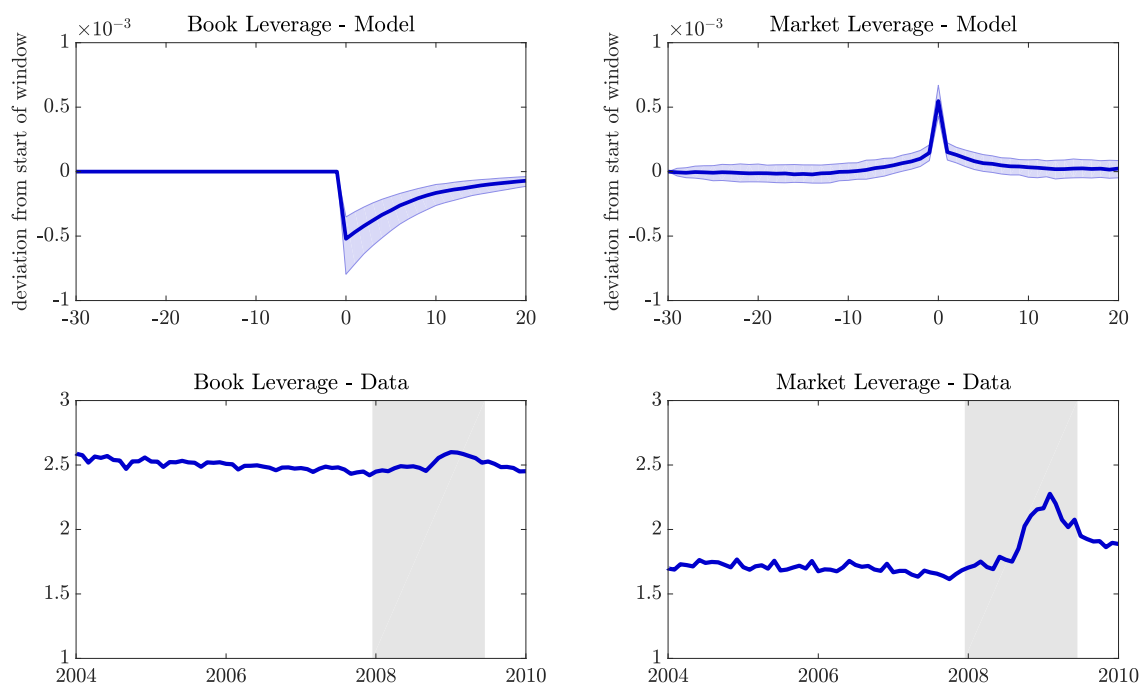 Book Leverage - Model
×10⁻³
deviation from start of window
1
0.5
0
-0.5
-1
-30 -20 -10 0 10 20
Market Leverage - Model
×10⁻³
deviation from start of window
1
0.5
0
-0.5
-1
-30 -20 -10 0 10 20
Book Leverage - Data
3
2.5
2
1.5
1
2004 2006 2008 2010
Market Leverage - Data
3
2.5
2
1.5
1
2004 2006 2008 2010